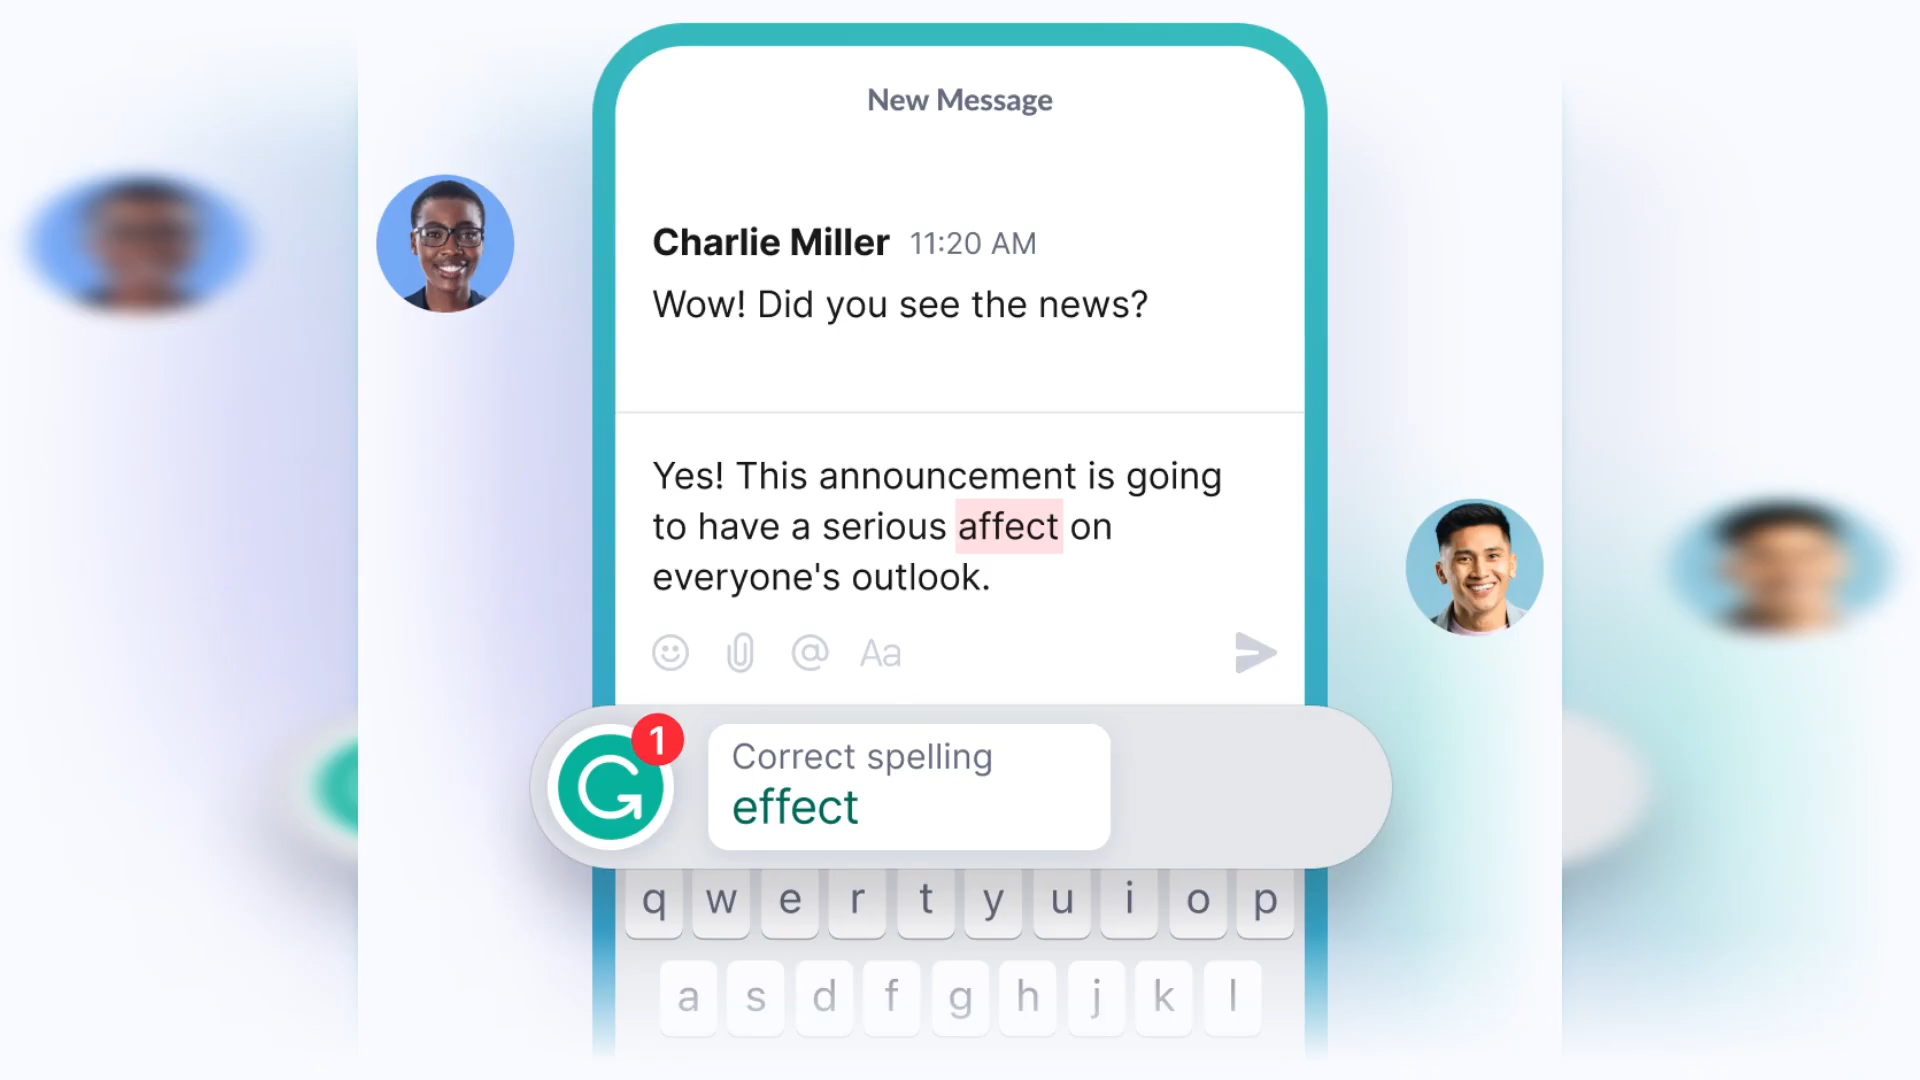 New Message
Charlie Miller 11:20 AM
Wow! Did you see the news?
Yes! This announcement is going
to have a serious affect on
everyone's outlook.
@ Aa
G 1
Correct spelling
effect
q w e r t y u i o p
a s d f g h j k l